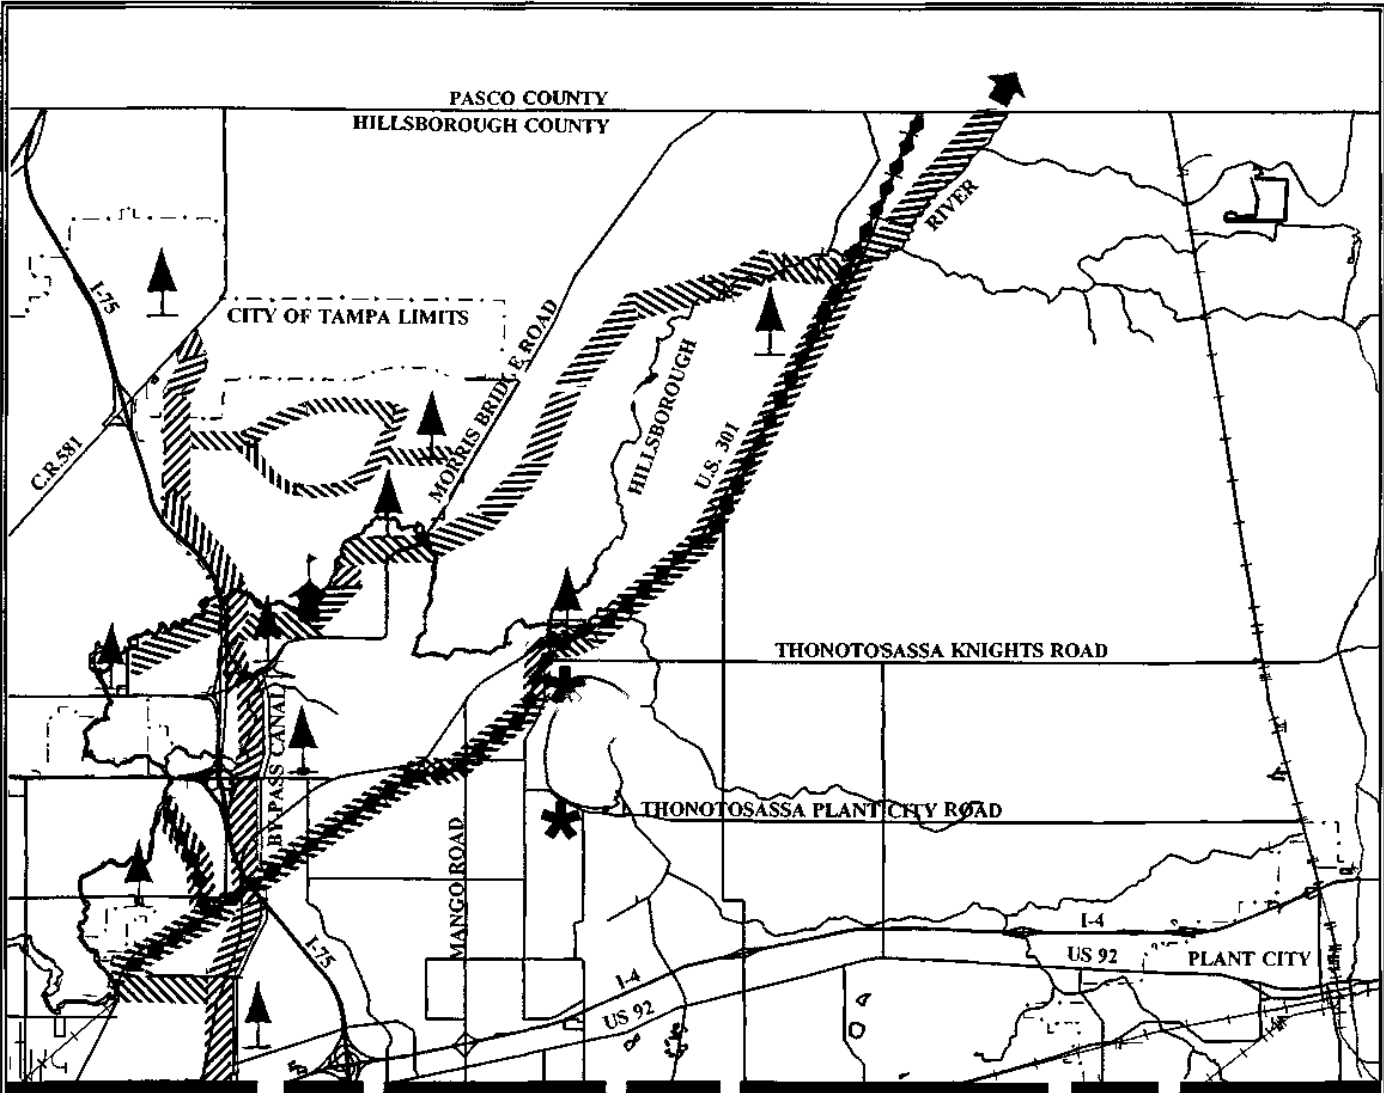 PASCO COUNTY
HILLSBOROUGH COUNTY
RIVER
I-75
CITY OF TAMPA LIMITS
MORRIS BRIDGE ROAD
HILLSBOROUGH
U.S. 301
C.R.581
THONOTOSASSA KNIGHTS ROAD
BY-PASS CANAL
THONOTOSASSA PLANT CITY ROAD
MANGO ROAD
I-75
I-4
I-4
US 92
PLANT CITY
US 92